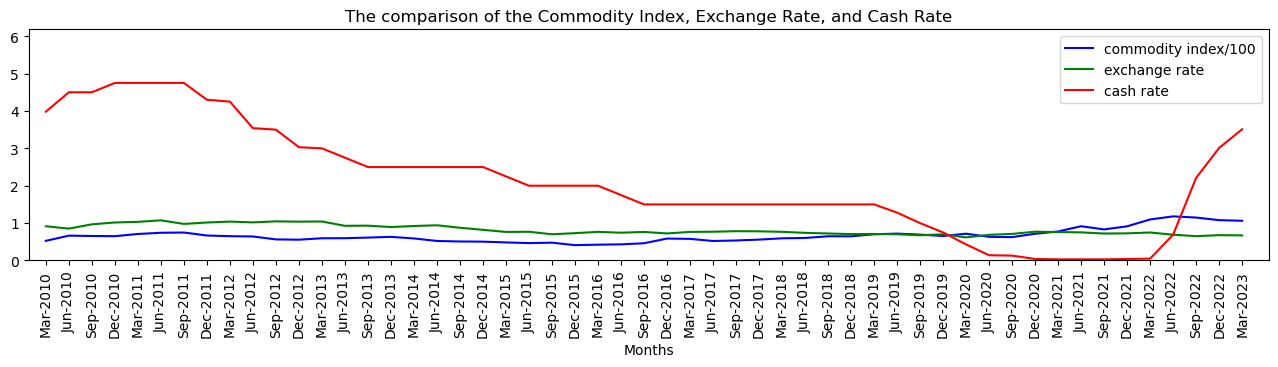 The comparison of the Commodity Index, Exchange Rate, and Cash Rate
6
5
4
3
2
1
0
commodity index/100
exchange rate
cash rate
Mar-2010
Jun-2010
Sep-2010
Dec-2010
Mar-2011
Jun-2011
Sep-2011
Dec-2011
Mar-2012
Jun-2012
Sep-2012
Dec-2012
Mar-2013
Jun-2013
Sep-2013
Dec-2013
Mar-2014
Jun-2014
Sep-2014
Dec-2014
Mar-2015
Jun-2015
Sep-2015
Dec-2015
Mar-2016
Jun-2016
Sep-2016
Dec-2016
Mar-2017
Jun-2017
Sep-2017
Dec-2017
Mar-2018
Jun-2018
Sep-2018
Dec-2018
Mar-2019
Jun-2019
Sep-2019
Dec-2019
Mar-2020
Jun-2020
Sep-2020
Dec-2020
Mar-2021
Jun-2021
Sep-2021
Dec-2021
Mar-2022
Jun-2022
Sep-2022
Dec-2022
Mar-2023
Months